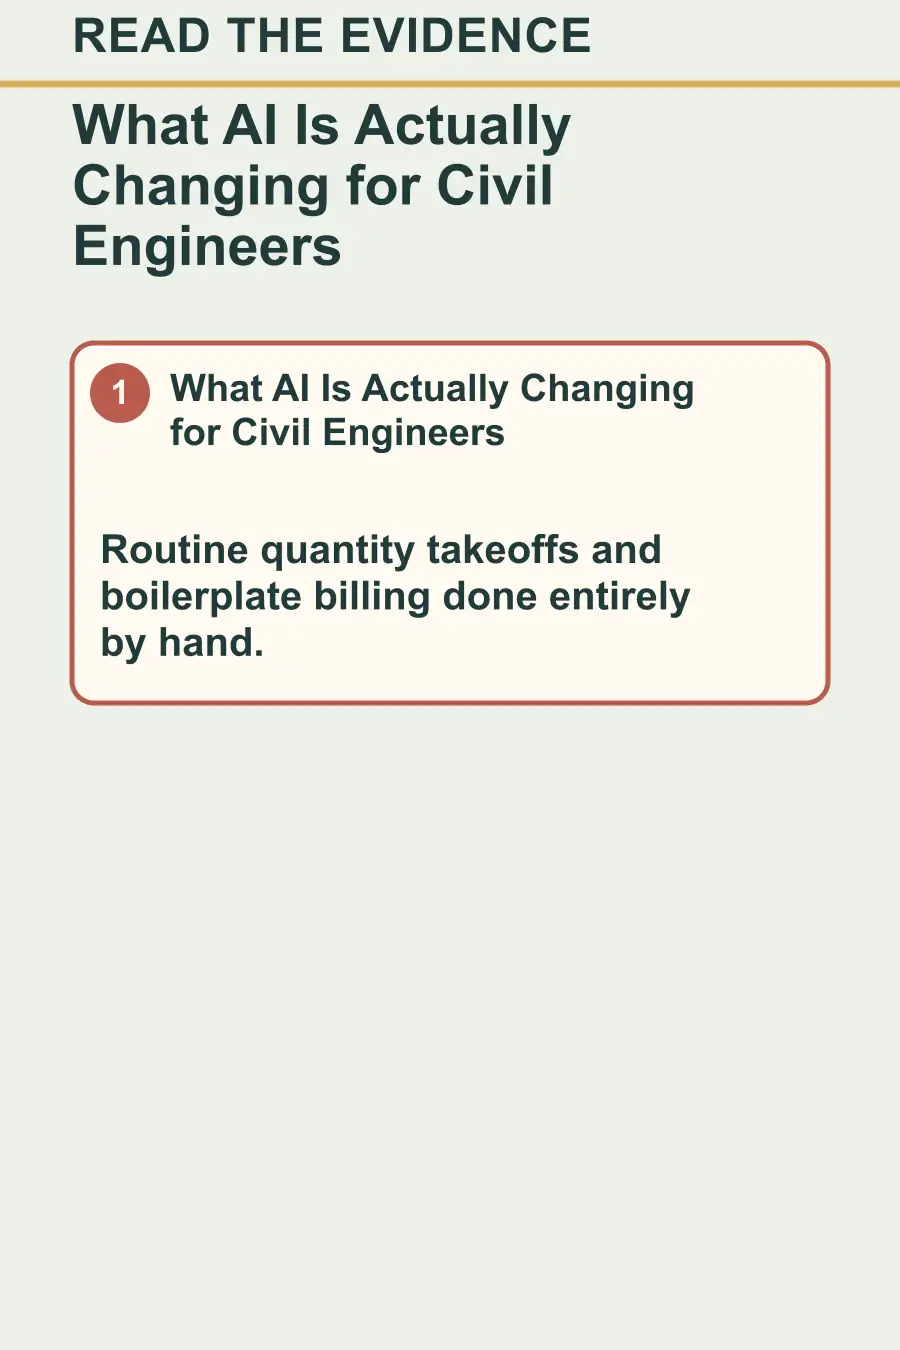 READ THE EVIDENCE
What AI Is Actually
Changing for Civil
Engineers
1
What AI Is Actually Changing
for Civil Engineers
Routine quantity takeoffs and
boilerplate billing done entirely
by hand.